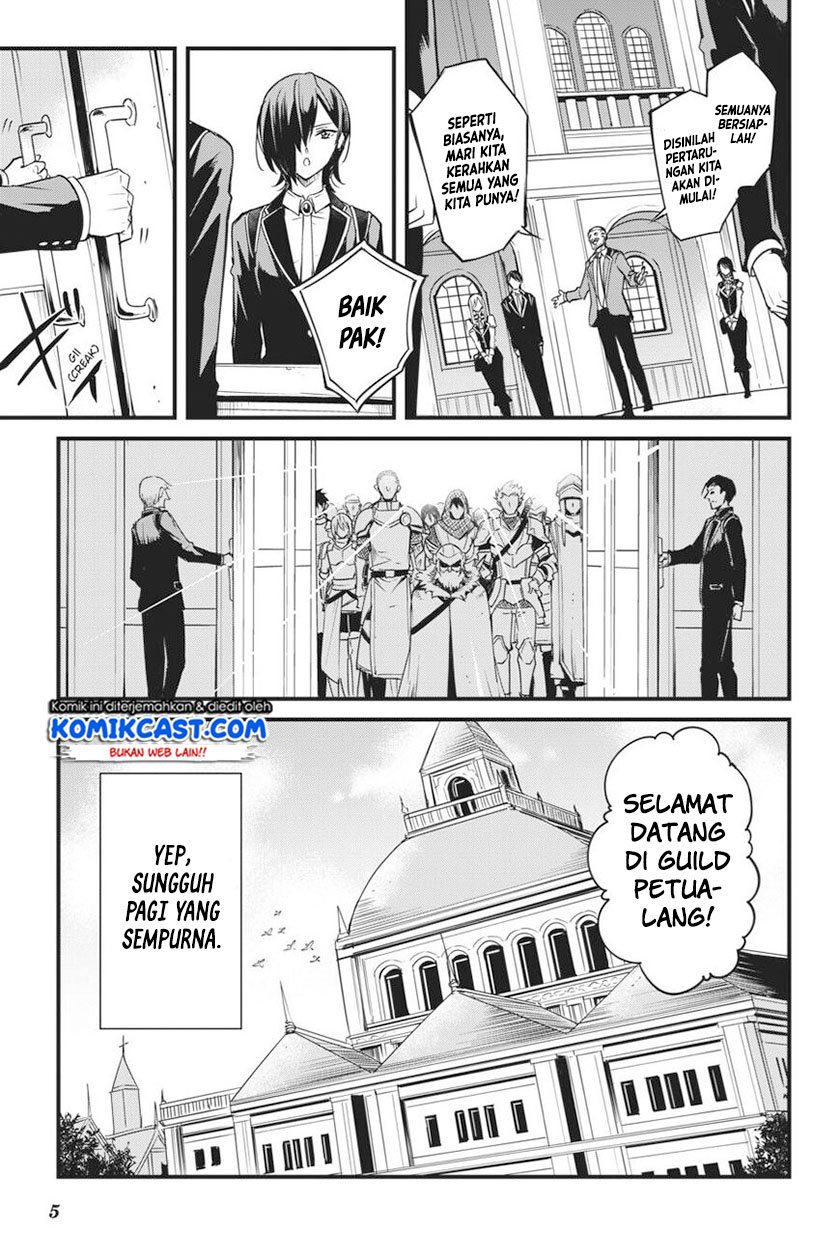 SEMUANYA
BERSIAP-
LAH!
DISINILAH
PERTARU-
NGAN KITA
AKAN DI-
MULAI!
SEPERTI
BIASANYA,
MARI KITA
KERAHKAN
SEMUA YANG
KITA PUNYA!
BAIK
PAK!
GII
(CREAK)
Komik ini diterjemahkan & diedit oleh
KOMIKCAST.COM
BUKAN WEB LAIN!!
SELAMAT
DATANG
DI GUILD
PETUA-
LANG!
YEP,
SUNGGUH
PAGI YANG
SEMPURNA.
5